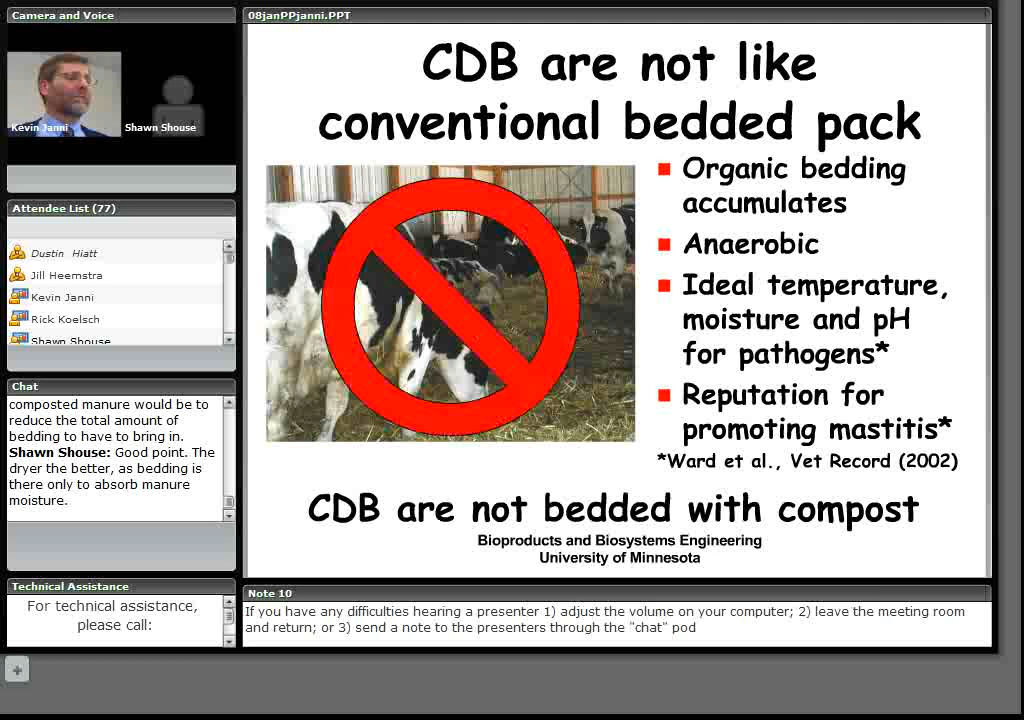 Camera and Voice
Kevin Janni
Shawn Shouse
Attendee List (77)
Dustin Hiatt
Jill Heemstra
Kevin Janni
Rick Koelsch
Shawn Shouse
Chat
composted manure would be to
reduce the total amount of
bedding to have to bring in.
Shawn Shouse: Good point. The
dryer the better, as bedding is
there only to absorb manure
moisture.
Technical Assistance
For technical assistance,
please call:
08janPPjanni.PPT
CDB are not like
conventional bedded pack
Organic bedding
accumulates
Anaerobic
Ideal temperature,
moisture and pH
for pathogens*
Reputation for
promoting mastitis*
*Ward et al., Vet Record (2002)
CDB are not bedded with compost
Bioproducts and Biosystems Engineering
University of Minnesota
Note 10
If you have any difficulties hearing a presenter 1) adjust the volume on your computer; 2) leave the meeting room
and return; or 3) send a note to the presenters through the "chat" pod